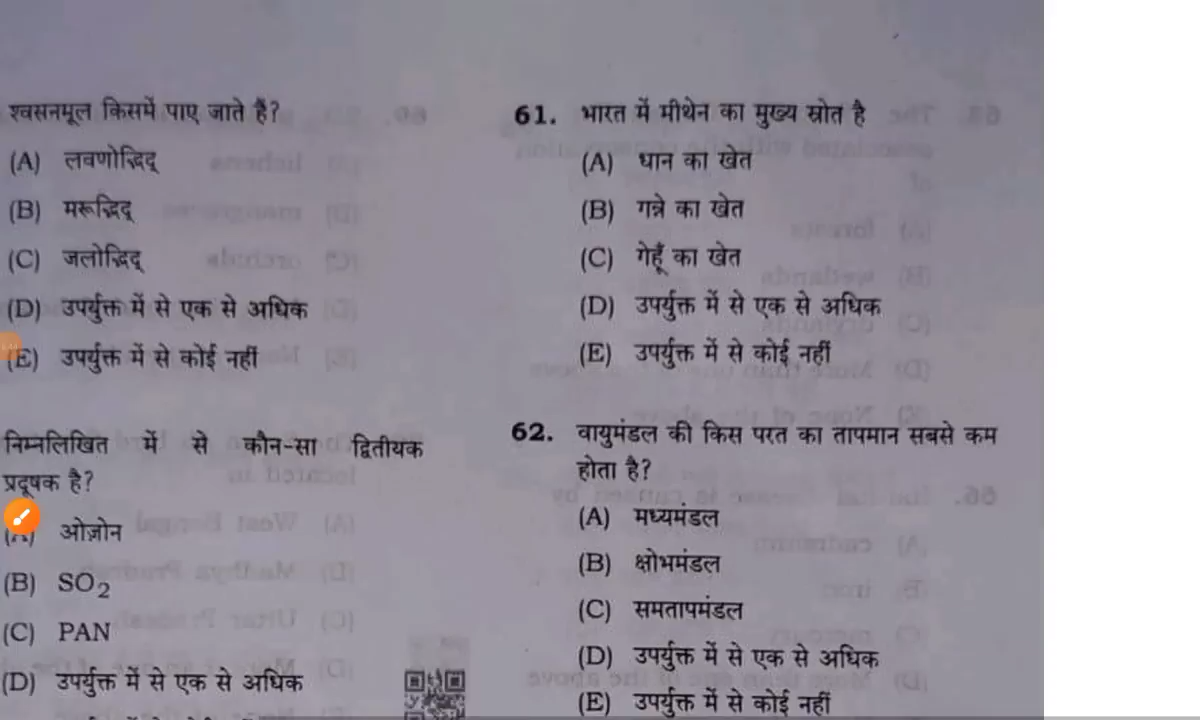 श्वसनमूल किसमें पाए जाते हैं?
(A) लवणोद्भिद्
(B) मरूद्भिद्
(C) जलोद्भिद्
(D) उपर्युक्त में से एक से अधिक
(E) उपर्युक्त में से कोई नहीं
निम्नलिखित में से कौन-सा द्वितीयक
प्रदूषक है?
(A) ओज़ोन
(B) SO₂
(C) PAN
(D) उपर्युक्त में से एक से अधिक
61. भारत में मीथेन का मुख्य स्रोत है
(A) धान का खेत
(B) गन्ने का खेत
(C) गेहूँ का खेत
(D) उपर्युक्त में से एक से अधिक
(E) उपर्युक्त में से कोई नहीं
62. वायुमंडल की किस परत का तापमान सबसे कम
होता है?
(A) मध्यमंडल
(B) क्षोभमंडल
(C) समतापमंडल
(D) उपर्युक्त में से एक से अधिक
(E) उपर्युक्त में से कोई नहीं